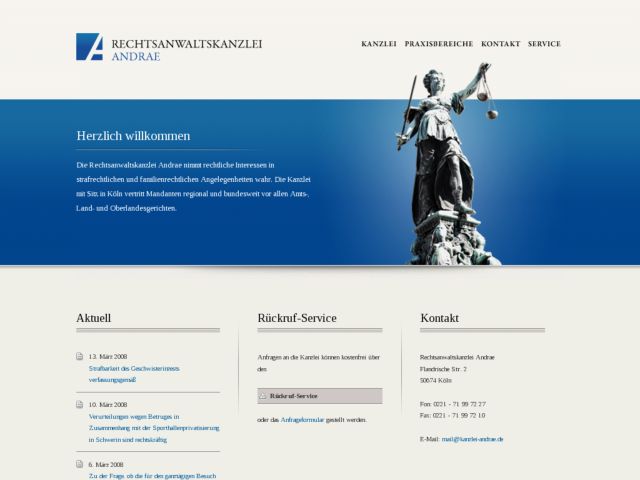 RECHTSANWALTSKANZLEI
ANDRAE
KANZLEI PRAXISBEREICHE KONTAKT SERVICE
Herzlich willkommen
Die Rechtsanwaltskanzlei Andrae nimmt rechtliche Interessen in
strafrechtlichen und familienrechtlichen Angelegenheiten wahr. Die Kanzlei
mit Sitz in Köln vertritt Mandanten regional und bundesweit vor allen Amts-,
Land- und Oberlandesgerichten.
Aktuell
13. März 2008
Strafbarkeit des Geschwisterinzests
verfassungsgemäß
10. März 2008
Verurteilungen wegen Betruges in
Zusammenhang mit der Sporthallenprivatisierung
in Schwerin sind rechtskräftig
6. März 2008
Zu der Frage, ob die für den ganztägigen Besuch
Rückruf-Service
Anfragen an die Kanzlei können kostenfrei über
den
Rückruf-Service
oder das Anfrageformular gestellt werden.
Kontakt
Rechtsanwaltskanzlei Andrae
Flandrische Str. 2
50674 Köln
Fon: 0221 - 71 99 72 27
Fax: 0221 - 71 99 72 10
E-Mail: mail@kanzlei-andrae.de